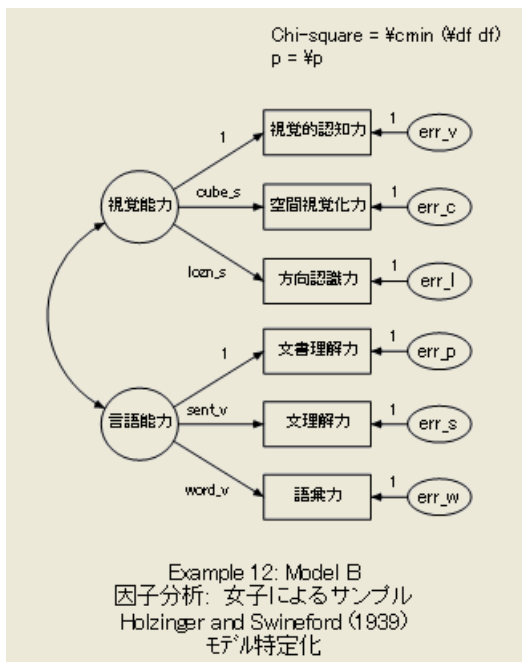 Chi-square = ¥cmin (¥df df)
p = ¥p
1
視覚的認知力
1
err_v
視覚能力
cube_s
空間視覚化力
1
err_c
lozn_s
方向認識力
1
err_l
1
文書理解力
1
err_p
言語能力
sent_v
文理解力
1
err_s
word_v
語彙力
1
err_w
Example 12: Model B
因子分析: 女子によるサンプル
Holzinger and Swineford (1939)
モデル特定化